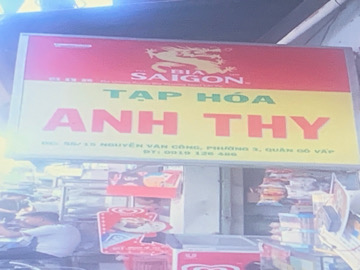 BIA
SAIGON
TẠP HÓA
ANH THY
NGUYỄN VĂN CÔNG, PHƯỜNG 3, QUẬN GÒ VẤP